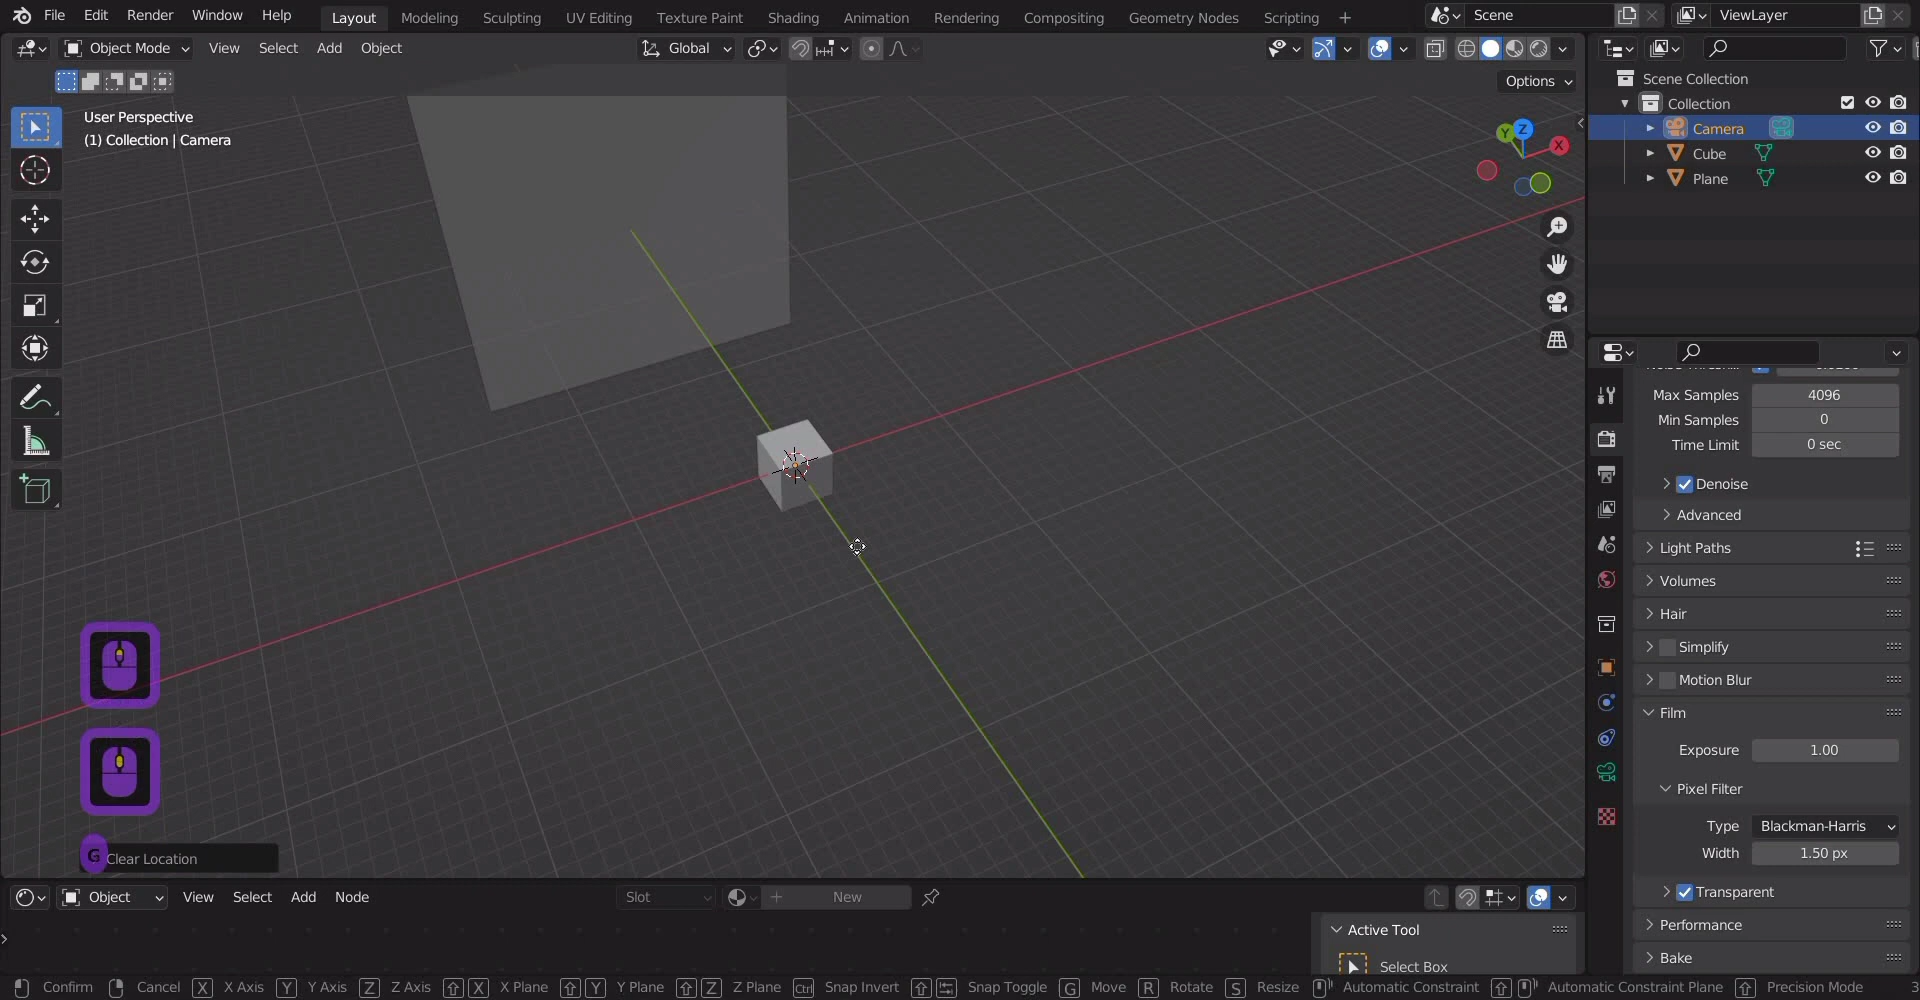 File Edit Render Window Help Layout Modeling Sculpting UV Editing Texture Paint Shading Animation Rendering Compositing Geometry Nodes Scripting + Scene ViewLayer
Object Mode View Select Add Object Global
Options
User Perspective
(1) Collection | Camera
Y Z X
Scene Collection
Collection
Camera
Cube
Plane
Max Samples 4096
Min Samples 0
Time Limit 0 sec
Denoise
Advanced
Light Paths
Volumes
Hair
Simplify
Motion Blur
Film
Exposure 1.00
Pixel Filter
Type Blackman-Harris
Width 1.50 px
Transparent
Performance
Bake
G Clear Location
Object View Select Add Node Slot New
Active Tool
Select Box
Confirm Cancel X X Axis Y Y Axis Z Z Axis X X Plane Y Y Plane Z Z Plane Ctrl Snap Invert Snap Toggle G Move R Rotate S Resize Automatic Constraint Automatic Constraint Plane Precision Mode 3